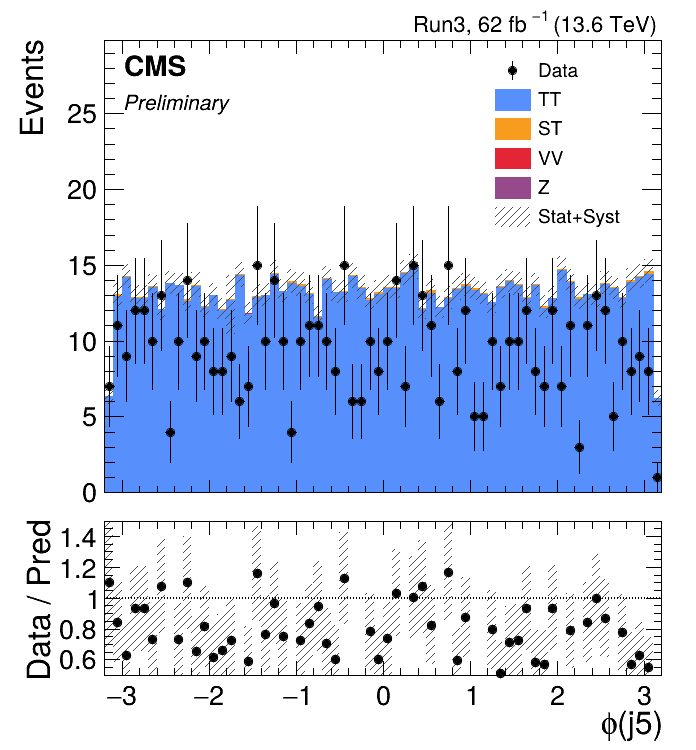 Run3, 62 fb⁻¹ (13.6 TeV)
CMS
Preliminary
Data
TT
ST
VV
Z
Stat+Syst
Events
25
20
15
10
5
0
Data / Pred
1.4
1.2
1
0.8
0.6
−3 −2 −1 0 1 2 3
ϕ(j5)